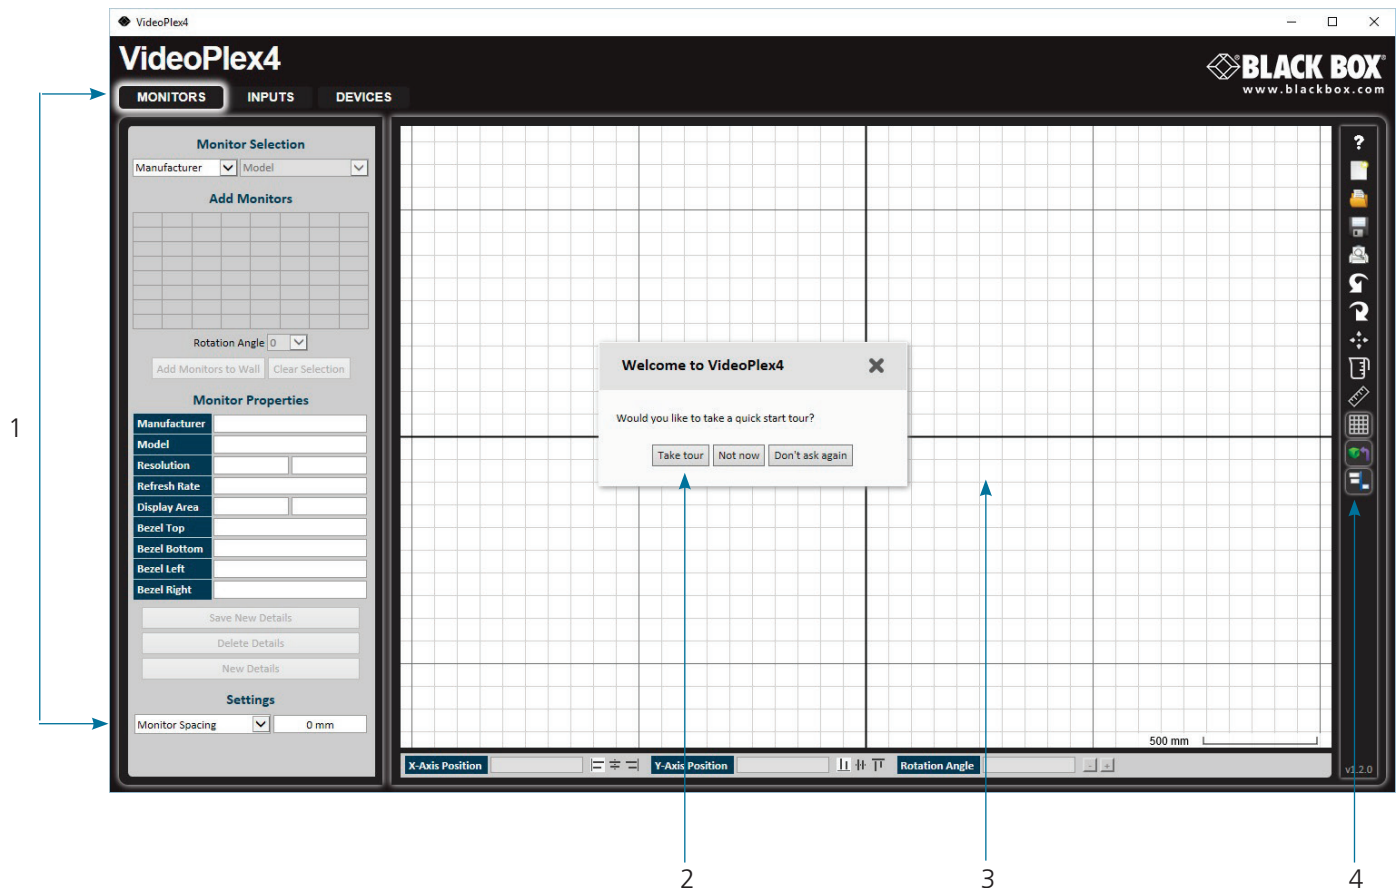 VideoPlex4
VideoPlex4
BLACK BOX®
www.blackbox.com
MONITORS INPUTS DEVICES
Monitor Selection
Manufacturer Model
Add Monitors
Rotation Angle 0
Add Monitors to Wall Clear Selection
Monitor Properties
Manufacturer
Model
Resolution
Refresh Rate
Display Area
Bezel Top
Bezel Bottom
Bezel Left
Bezel Right
Save New Details
Delete Details
New Details
Settings
Monitor Spacing 0 mm
Welcome to VideoPlex4
Would you like to take a quick start tour?
Take tour Not now Don't ask again
500 mm
X-Axis Position Y-Axis Position Rotation Angle - +
?
v1.2.0
1
2
3
4